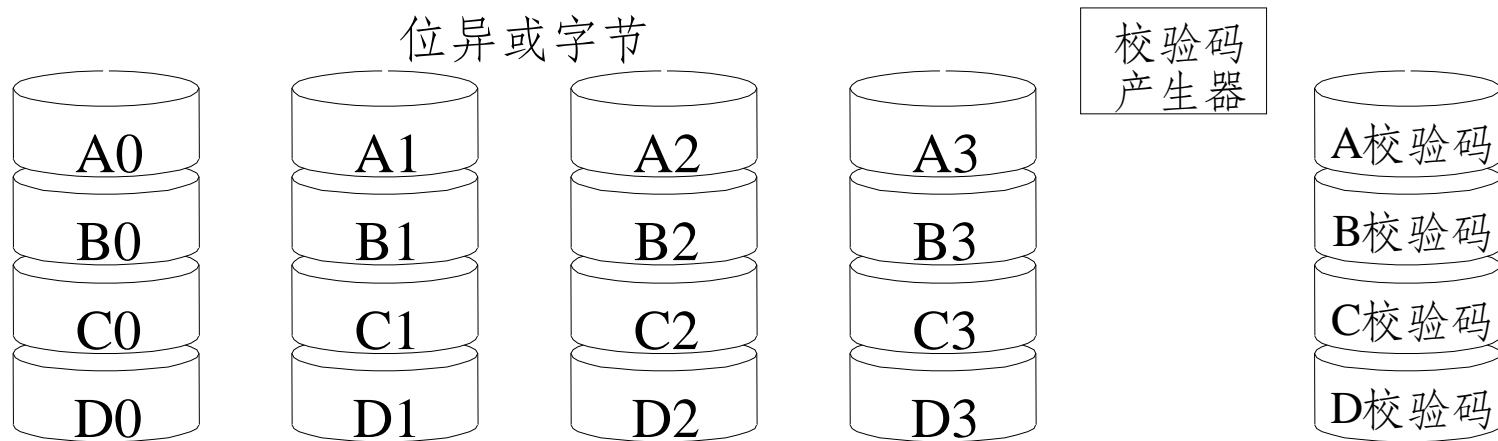 位异或字节
校验码
产生器
A0 A1 A2 A3 A校验码
B0 B1 B2 B3 B校验码
C0 C1 C2 C3 C校验码
D0 D1 D2 D3 D校验码